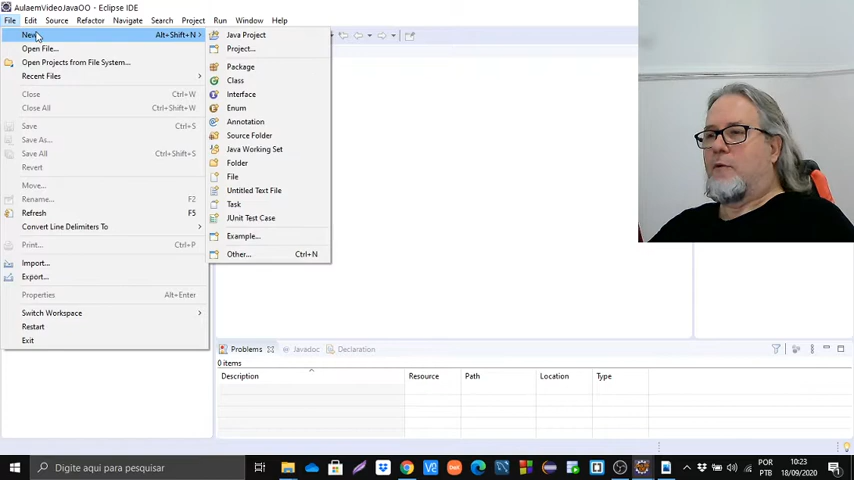 AulaemVideoJavaOO - Eclipse IDE
File Edit Source Refactor Navigate Search Project Run Window Help
New Alt+Shift+N >
Open File...
Open Projects from File System...
Recent Files >
Close Ctrl+W
Close All Ctrl+Shift+W
Save Ctrl+S
Save As...
Save All Ctrl+Shift+S
Revert
Move...
Rename... F2
Refresh F5
Convert Line Delimiters To >
Print... Ctrl+P
Import...
Export...
Properties Alt+Enter
Switch Workspace >
Restart
Exit
Java Project
Project...
Package
Class
Interface
Enum
Annotation
Source Folder
Java Working Set
Folder
File
Untitled Text File
Task
JUnit Test Case
Example...
Other... Ctrl+N
Problems Javadoc Declaration
0 items
Description Resource Path Location Type
Digite aqui para pesquisar
POR
PTB
10:23
18/09/2020